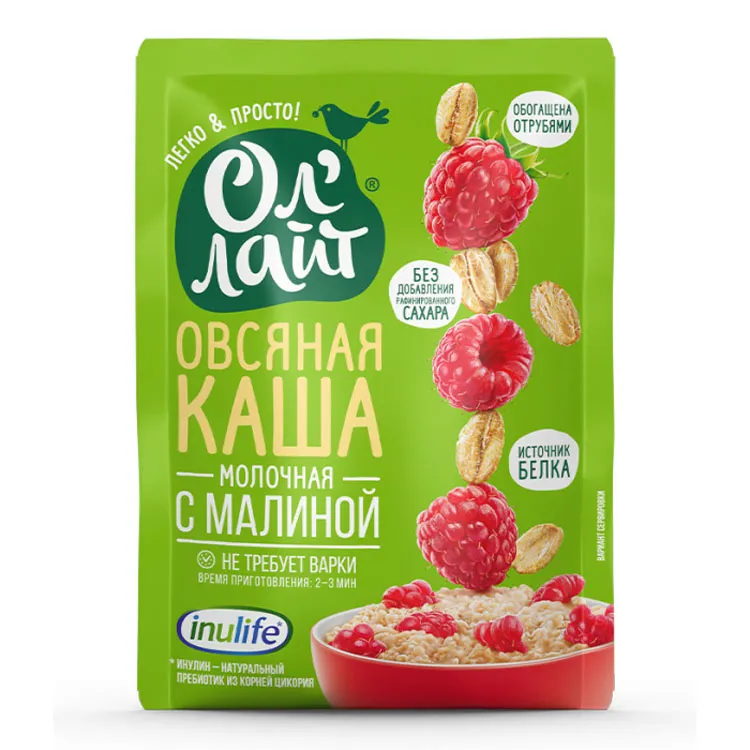 ЛЕГКО & ПРОСТО!
Ол'
лайт
®
ОБОГАЩЕНА
ОТРУБЯМИ
БЕЗ
ДОБАВЛЕНИЯ
РАФИНИРОВАННОГО
САХАРА
ОВСЯНАЯ
КАША
МОЛОЧНАЯ
С МАЛИНОЙ
ИСТОЧНИК
БЕЛКА
НЕ ТРЕБУЕТ ВАРКИ
ВРЕМЯ ПРИГОТОВЛЕНИЯ: 2–3 МИН
ВАРИАНТ СЕРВИРОВКИ
inulife*
* ИНУЛИН – НАТУРАЛЬНЫЙ
ПРЕБИОТИК ИЗ КОРНЕЙ ЦИКОРИЯ